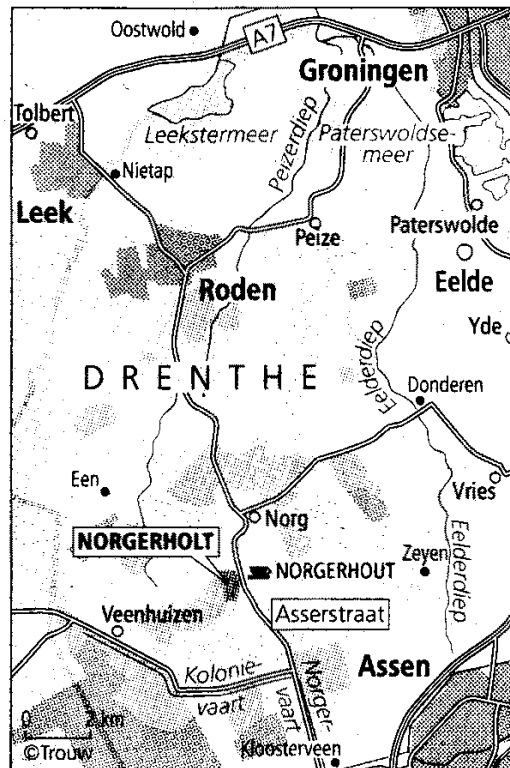 Oostwold
A7
Groningen
Tolbert
Leekstermeer
Peizerdiep
Paterswoldse-
meer
Nietap
Leek
Peize
Paterswolde
Eelde
Roden
Yde
DRENTHE
Eelderdiep
Donderen
Een
Vries
Norg
NORGERHOLT
Zeyen
Eelderdiep
NORGERHOUT
Asserstraat
Veenhuizen
Assen
Kolonie-
vaart
Norger-
vaart
0 2 km
©Trouw
Kloosterveen